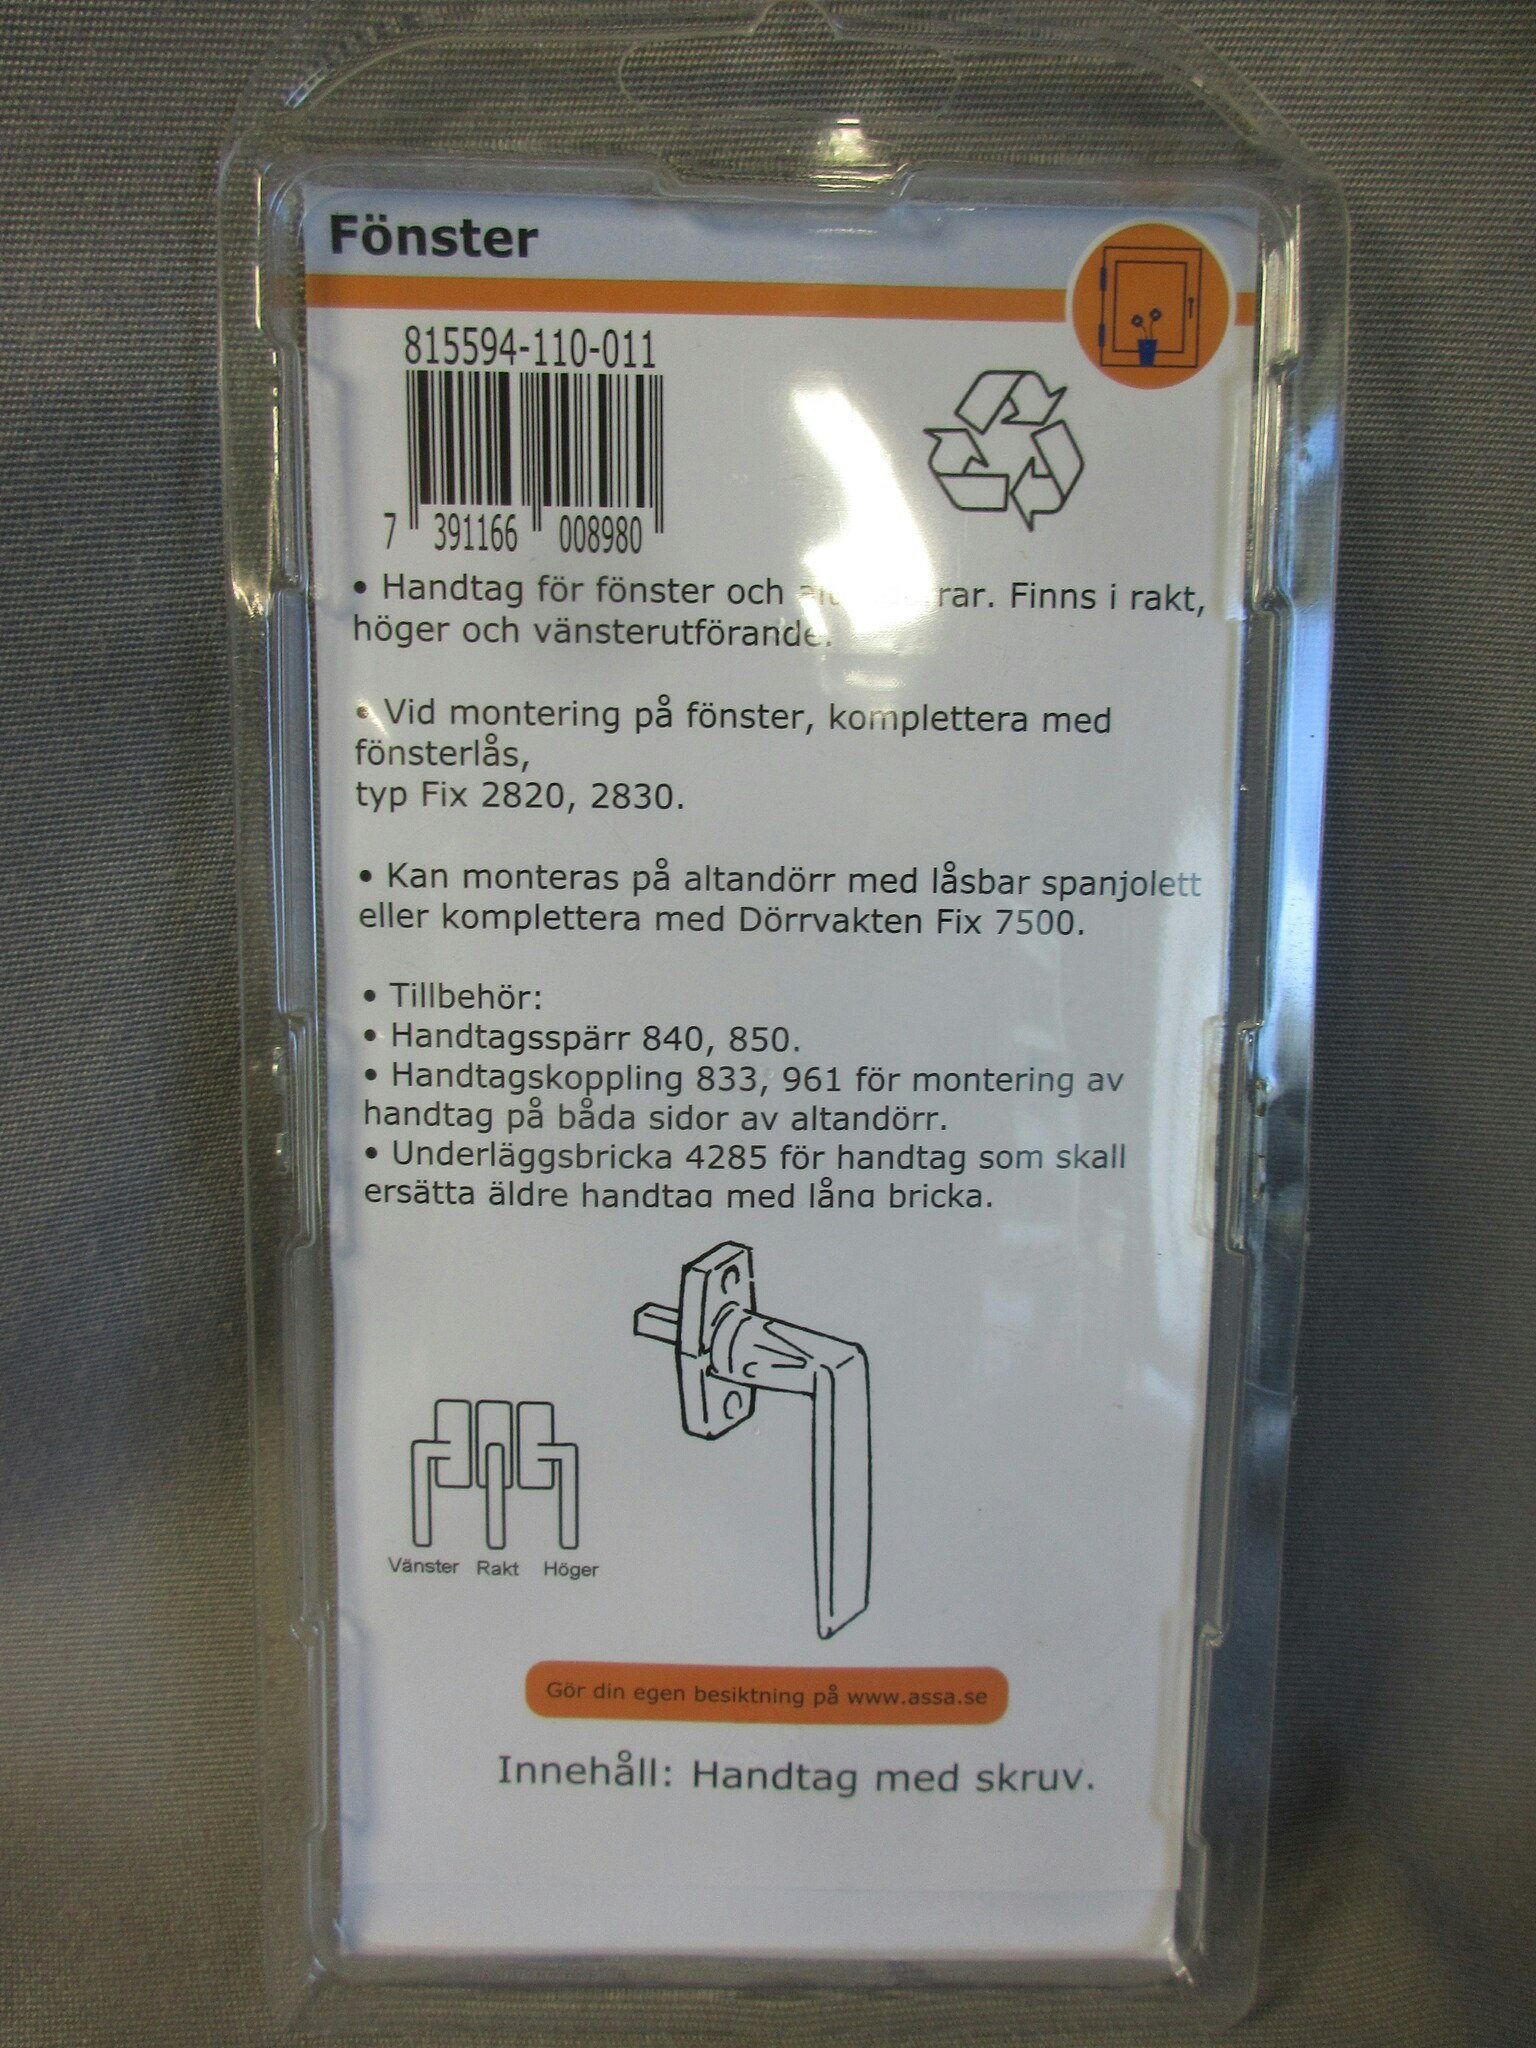 Fönster
815594-110-011
7 391166 008980
• Handtag för fönster och rar. Finns i rakt,
höger och vänsterutförande.
• Vid montering på fönster, komplettera med
fönsterlås,
typ Fix 2820, 2830.
• Kan monteras på altandörr med låsbar spanjolett
eller komplettera med Dörrvakten Fix 7500.
• Tillbehör:
• Handtagsspärr 840, 850.
• Handtagskoppling 833, 961 för montering av
handtag på båda sidor av altandörr.
• Underläggsbricka 4285 för handtag som skall
ersätta äldre handtag med lång bricka.
Vänster Rakt Höger
Gör din egen besiktning på www.assa.se
Innehåll: Handtag med skruv.